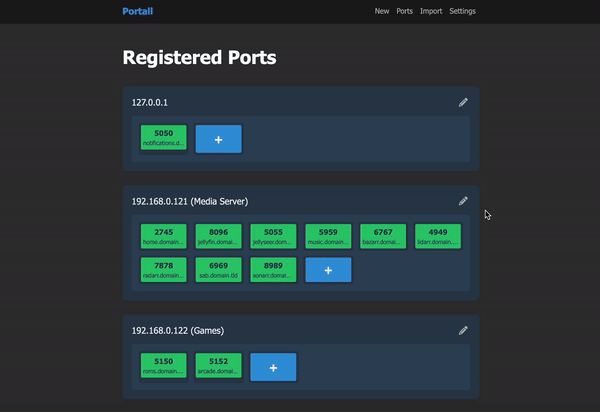 Portall New Ports Import Settings
Registered Ports
127.0.0.1
5050
notifications.d...
+
192.168.0.121 (Media Server)
2745 8096 5055 5959 6767 4949
home.domain... jellyfin.domai... jellyseer.dom... music.domain... bazarr.domai... lidarr.domain....
7878 6969 8989
radarr.domain... sab.domain.tld sonarr.domai...
+
192.168.0.122 (Games)
5150 5152
roms.domain.... arcade.domai...
+